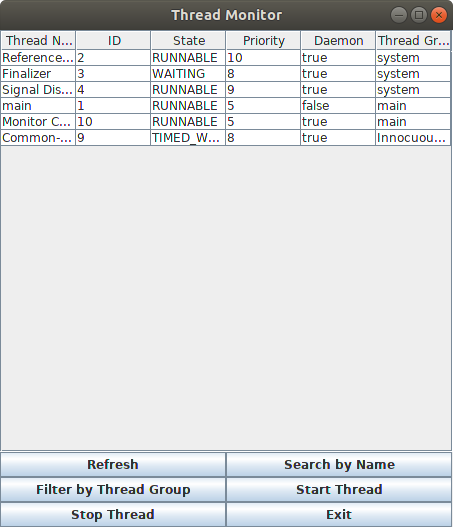 Thread Monitor
Thread N... ID State Priority Daemon Thread Gr...
Reference... 2 RUNNABLE 10 true system
Finalizer 3 WAITING 8 true system
Signal Dis... 4 RUNNABLE 9 true system
main 1 RUNNABLE 5 false main
Monitor C... 10 RUNNABLE 5 true main
Common-... 9 TIMED_W... 8 true Innocuou...
Refresh Search by Name
Filter by Thread Group Start Thread
Stop Thread Exit